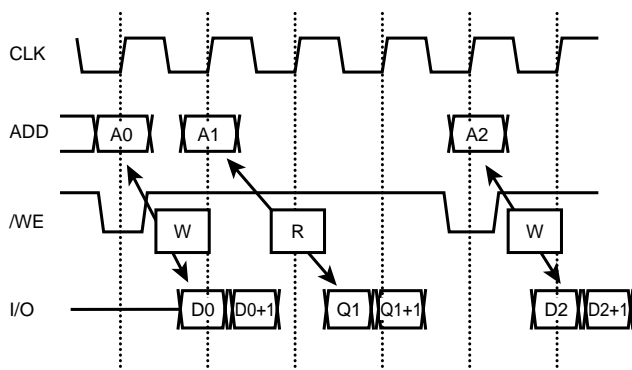 CLK
ADD A0 A1 A2
/WE W R W
I/O D0 D0+1 Q1 Q1+1 D2 D2+1